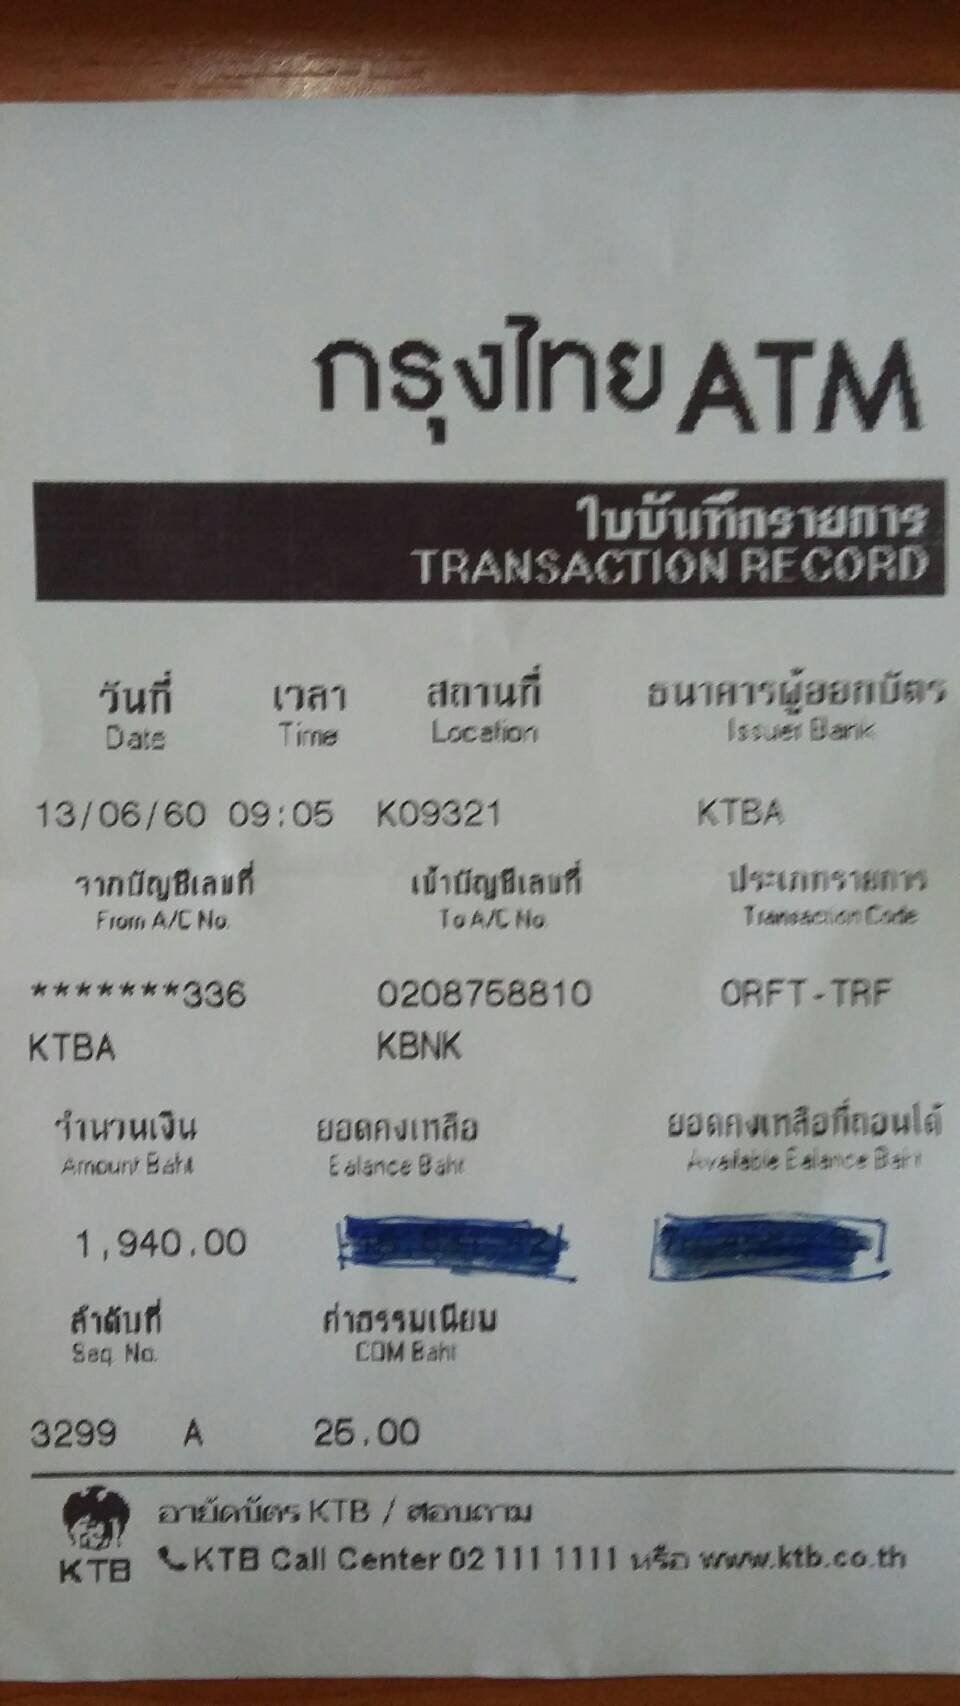 กรุงไทย ATM
ใบบันทึกรายการ
TRANSACTION RECORD
วันที่ เวลา สถานที่ ธนาคารผู้ออกบัตร
Date Time Location Issuer Bank
13/06/60 09:05 K09321 KTBA
จากบัญชีเลขที่ เข้าบัญชีเลขที่ ประเภทรายการ
From A/C No. To A/C No. Transaction Code
*******336 0208758810 ORFT-TRF
KTBA KBNK
จำนวนเงิน ยอดคงเหลือ ยอดคงเหลือที่ถอนได้
Amount Baht Balance Baht Available Balance Baht
1,940.00
ลำดับที่ ค่าธรรมเนียม
Seq. No. COM Baht
3299 A 25.00
อายัดบัตร KTB / สอบถาม
KTB KTB Call Center 02 111 1111 หรือ www.ktb.co.th